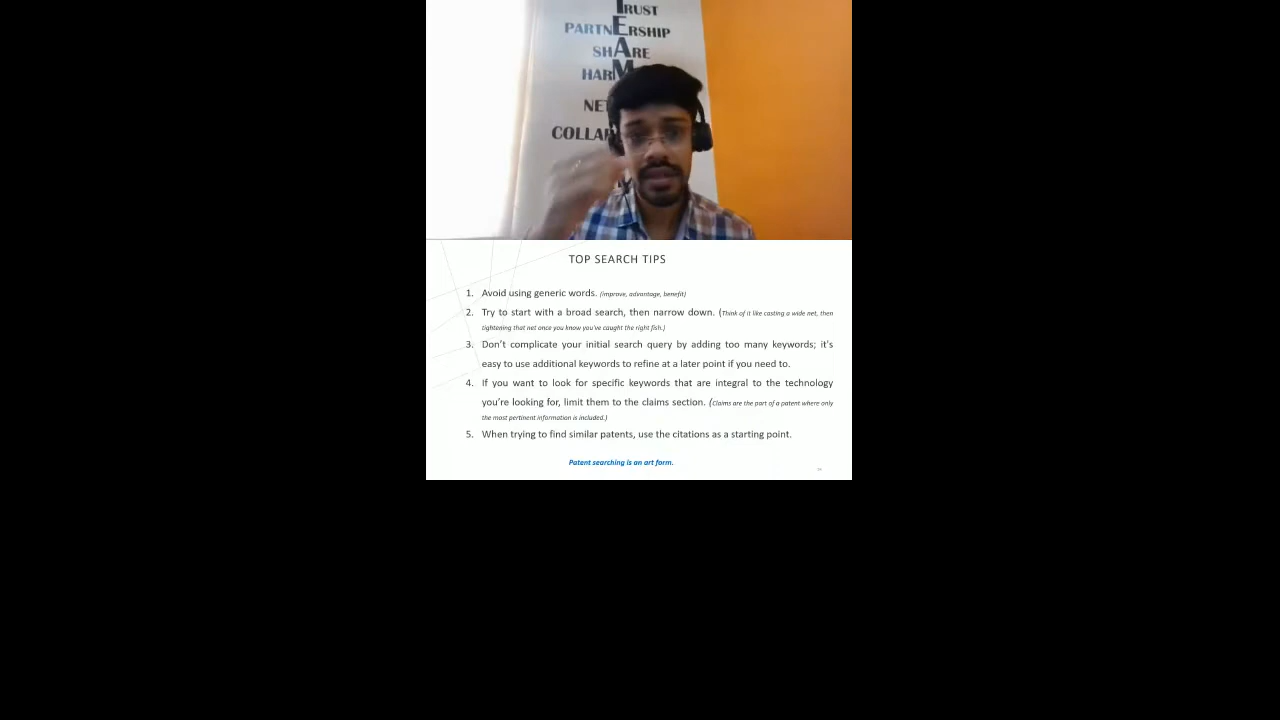 TRUST
PARTNERSHIP
SHARE
HAR
NET
COLLA
TOP SEARCH TIPS
1. Avoid using generic words. (improve, advantage, benefit)
2. Try to start with a broad search, then narrow down. (Think of it like casting a wide net, then
tightening that net once you know you've caught the right fish.)
3. Don't complicate your initial search query by adding too many keywords; it's
easy to use additional keywords to refine at a later point if you need to.
4. If you want to look for specific keywords that are integral to the technology
you're looking for, limit them to the claims section. (Claims are the part of a patent where only
the most pertinent information is included.)
5. When trying to find similar patents, use the citations as a starting point.
Patent searching is an art form.